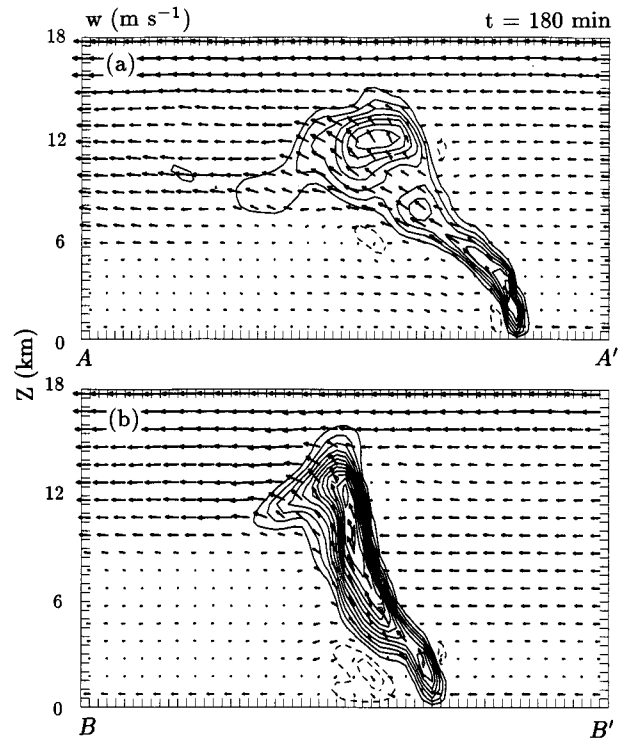 w (m s⁻¹) t = 180 min
18
(a)
12
6
0
A A′
Z (km)
18
(b)
12
6
0
B B′